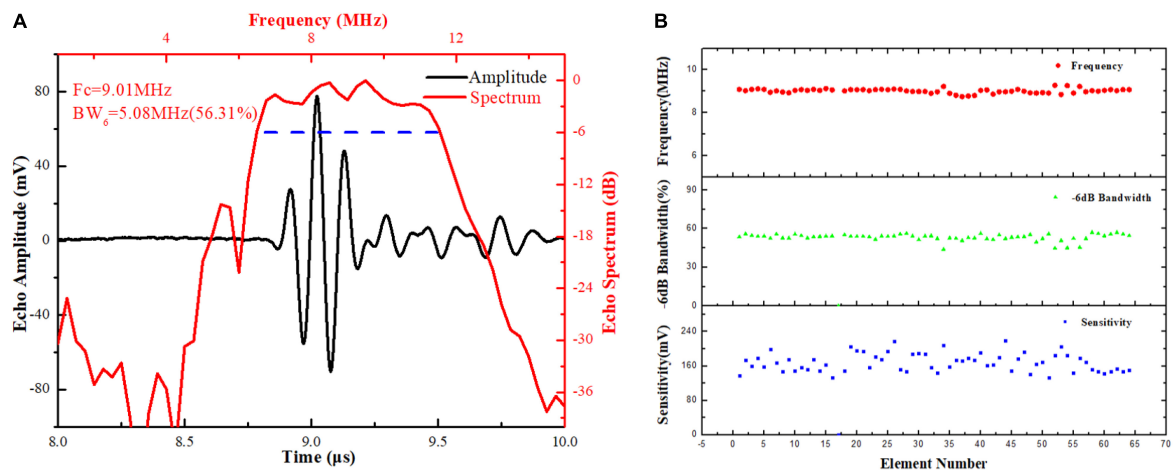 A
Frequency (MHz)
4 8 12
Fc=9.01MHz
BW6=5.08MHz(56.31%)
Amplitude
Spectrum
80
40
0
-40
-80
Echo Amplitude (mV)
0
-6
-12
-18
-24
-30
-36
Echo Spectrum (dB)
8.0 8.5 9.0 9.5 10.0
Time (μs)
B
Frequency
11
10
8
6
Frequency(MHz)
-6dB Bandwidth
90
60
30
0
-6dB Bandwidth(%)
Sensitivity
240
160
80
0
Sensitivity(mV)
-5 0 5 10 15 20 25 30 35 40 45 50 55 60 65 70
Element Number